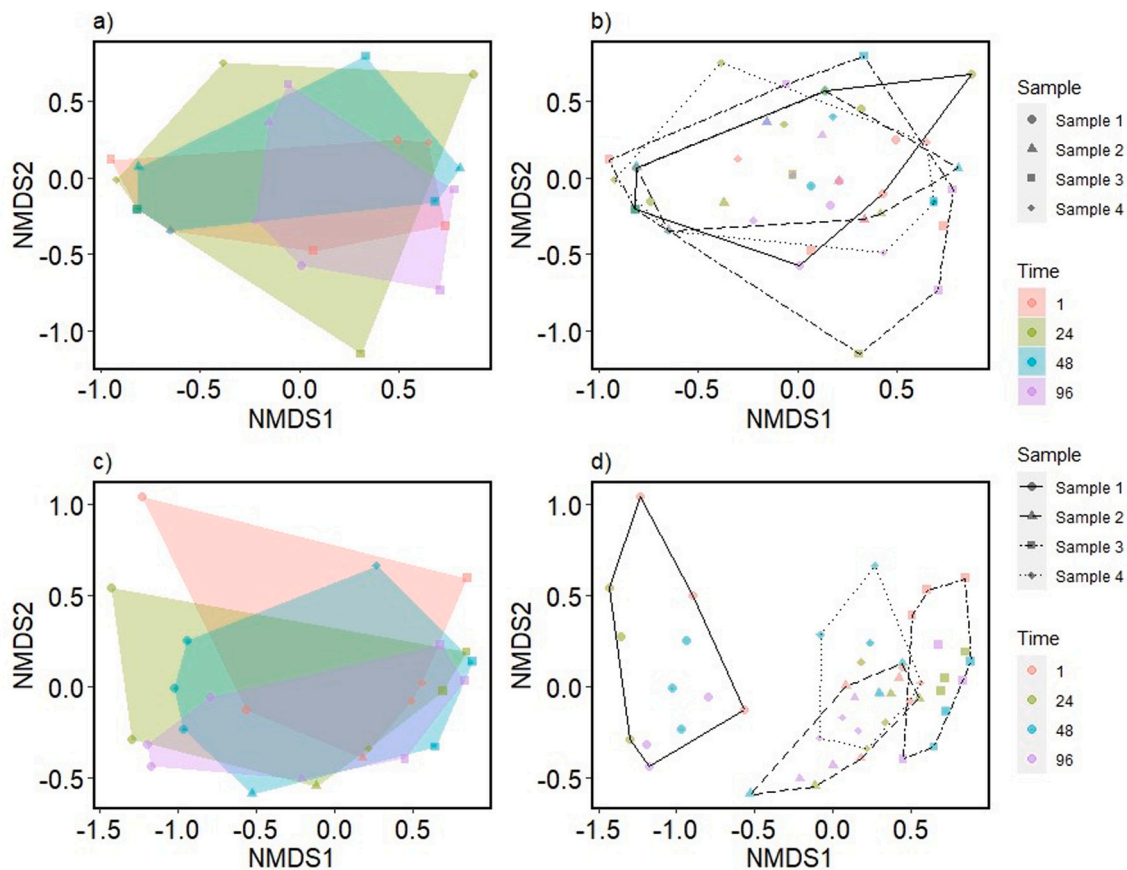 a)
b)
NMDS2
0.5
0.0
-0.5
-1.0
-1.0 -0.5 0.0 0.5
NMDS1
NMDS2
0.5
0.0
-0.5
-1.0
-1.0 -0.5 0.0 0.5
NMDS1
Sample
Sample 1
Sample 2
Sample 3
Sample 4
Time
1
24
48
96
c)
d)
NMDS2
1.0
0.5
0.0
-0.5
-1.5 -1.0 -0.5 0.0 0.5
NMDS1
NMDS2
1.0
0.5
0.0
-0.5
-1.5 -1.0 -0.5 0.0 0.5
NMDS1
Sample
Sample 1
Sample 2
Sample 3
Sample 4
Time
1
24
48
96